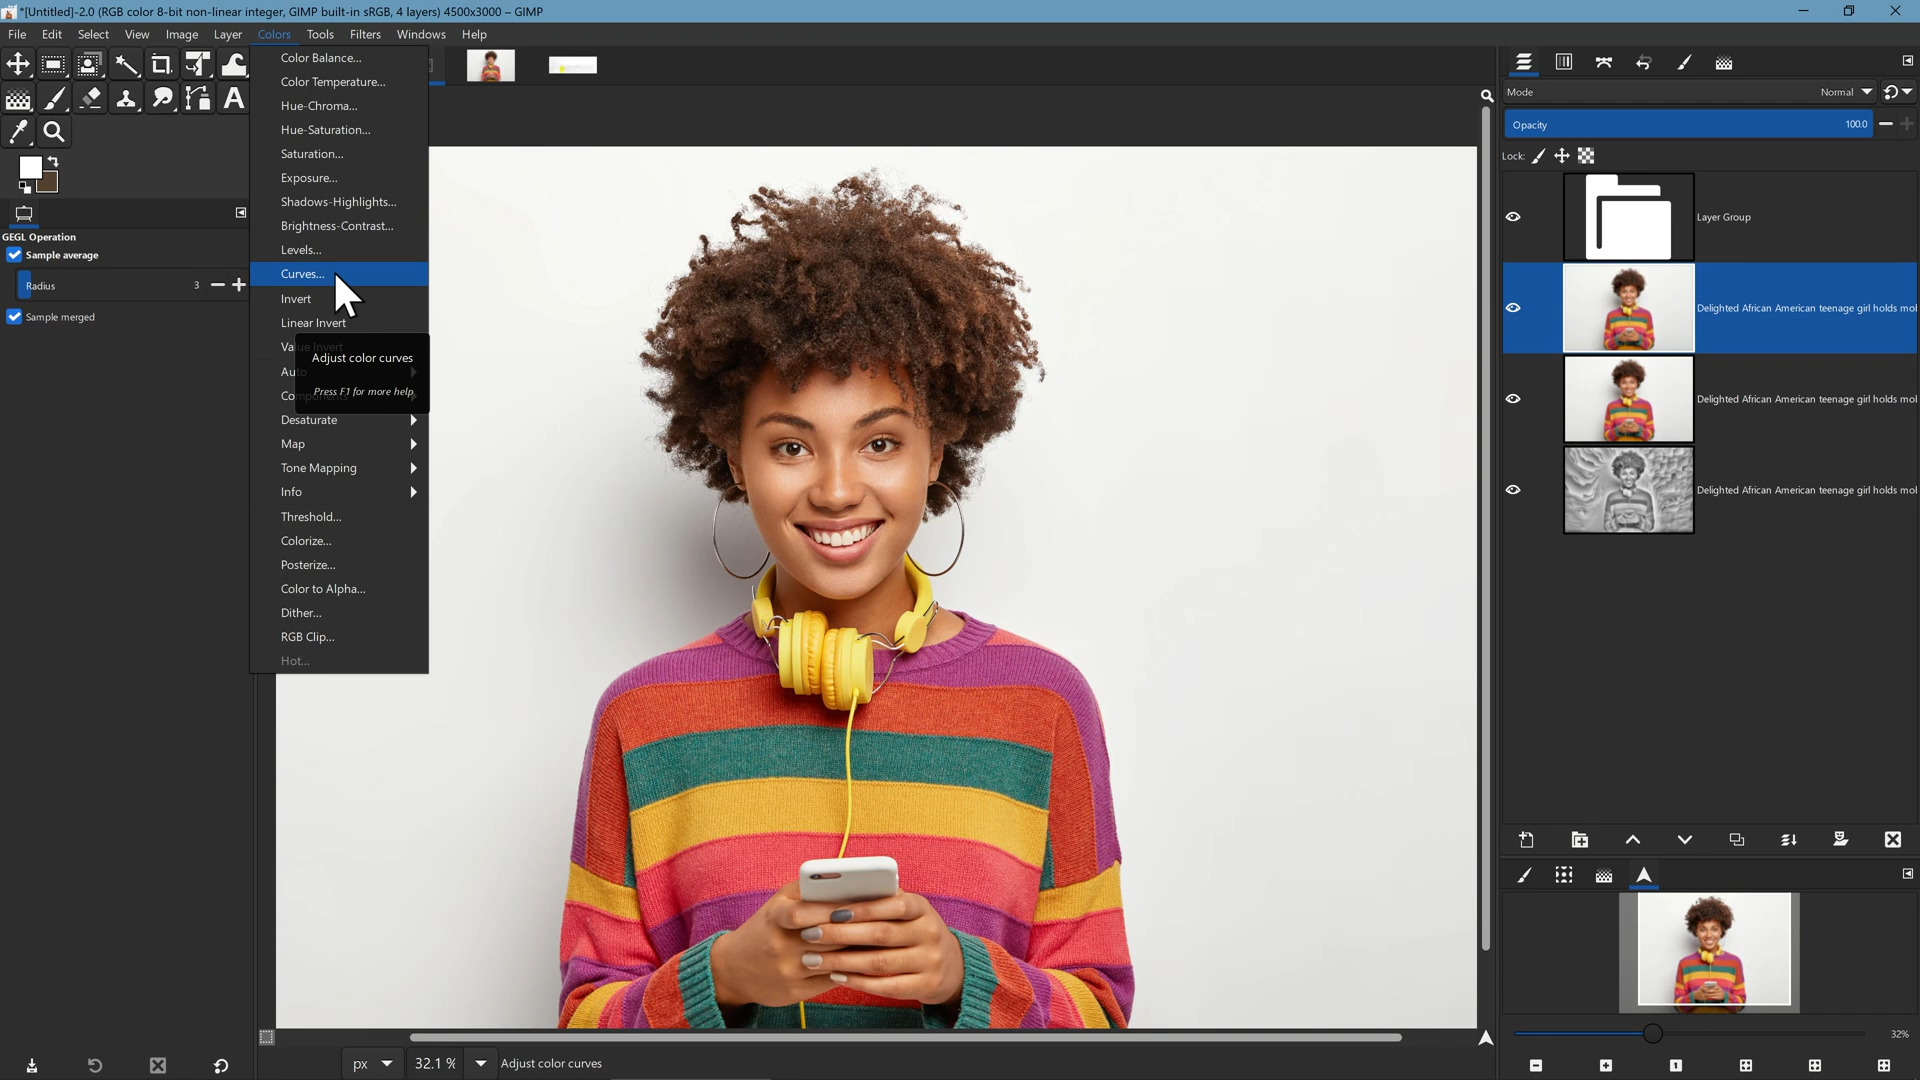 *[Untitled]-2.0 (RGB color 8-bit non-linear integer, GIMP built-in sRGB, 4 layers) 4500x3000 – GIMP
File Edit Select View Image Layer Colors Tools Filters Windows Help
Color Balance...
Color Temperature...
Hue-Chroma...
Hue-Saturation...
Saturation...
Exposure...
Shadows-Highlights...
Brightness-Contrast...
Levels...
Curves...
Invert
Linear Invert
Value Invert
Adjust color curves
Auto
Press F1 for more help
Components
Desaturate
Map
Tone Mapping
Info
Threshold...
Colorize...
Posterize...
Color to Alpha...
Dither...
RGB Clip...
Hot...
GEGL Operation
Sample average
Radius 3
Sample merged
Mode Normal
Opacity 100.0
Lock:
Layer Group
Delighted African American teenage girl holds mol
Delighted African American teenage girl holds mol
Delighted African American teenage girl holds mol
32%
px 32.1 % Adjust color curves
1